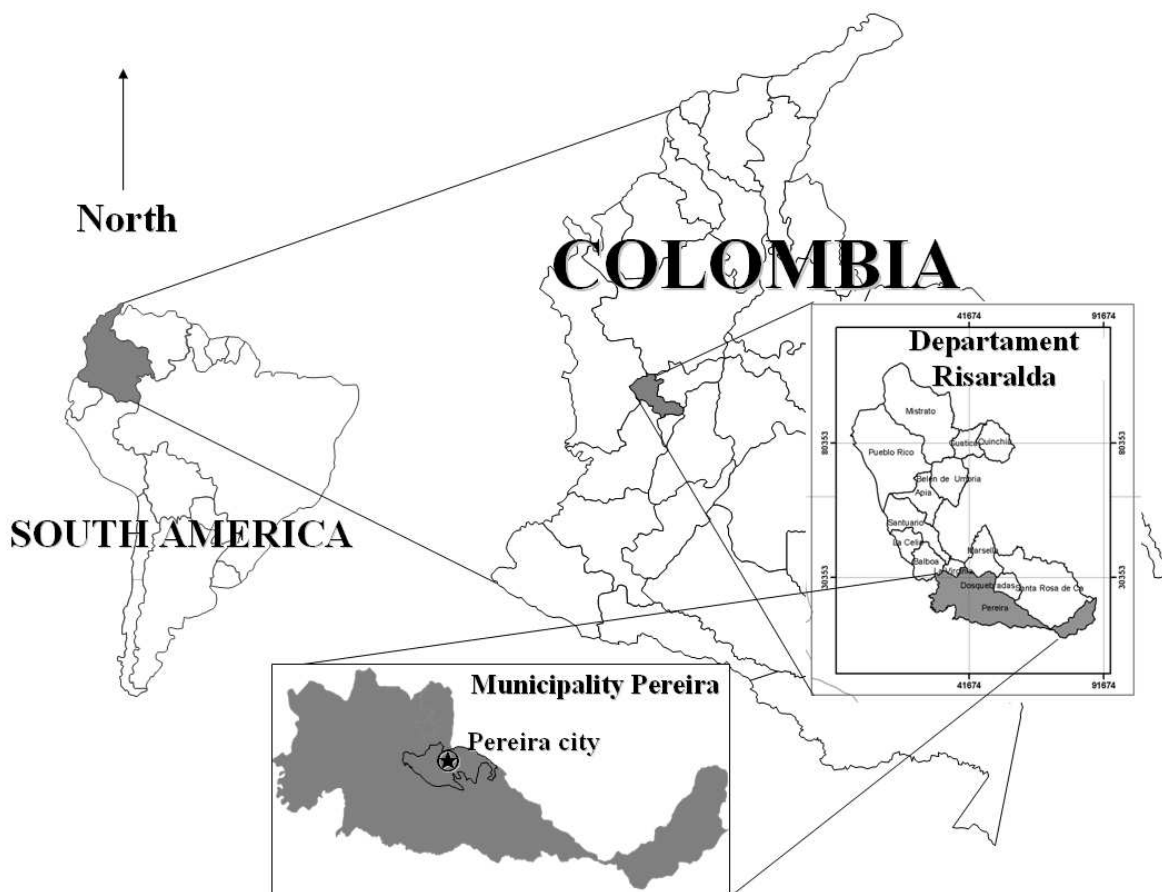 North
COLOMBIA
SOUTH AMERICA
41674 91674
Departament
Risaralda
Mistrato
Guatica Quinchia
80353 80353
Pueblo Rico
Belen de Umbria
Apia
Santuario
La Celia
Marsella
Balboa
La Virginia
30353 30353
Dosquebradas
Santa Rosa de Ca
Pereira
41674 91674
Municipality Pereira
Pereira city